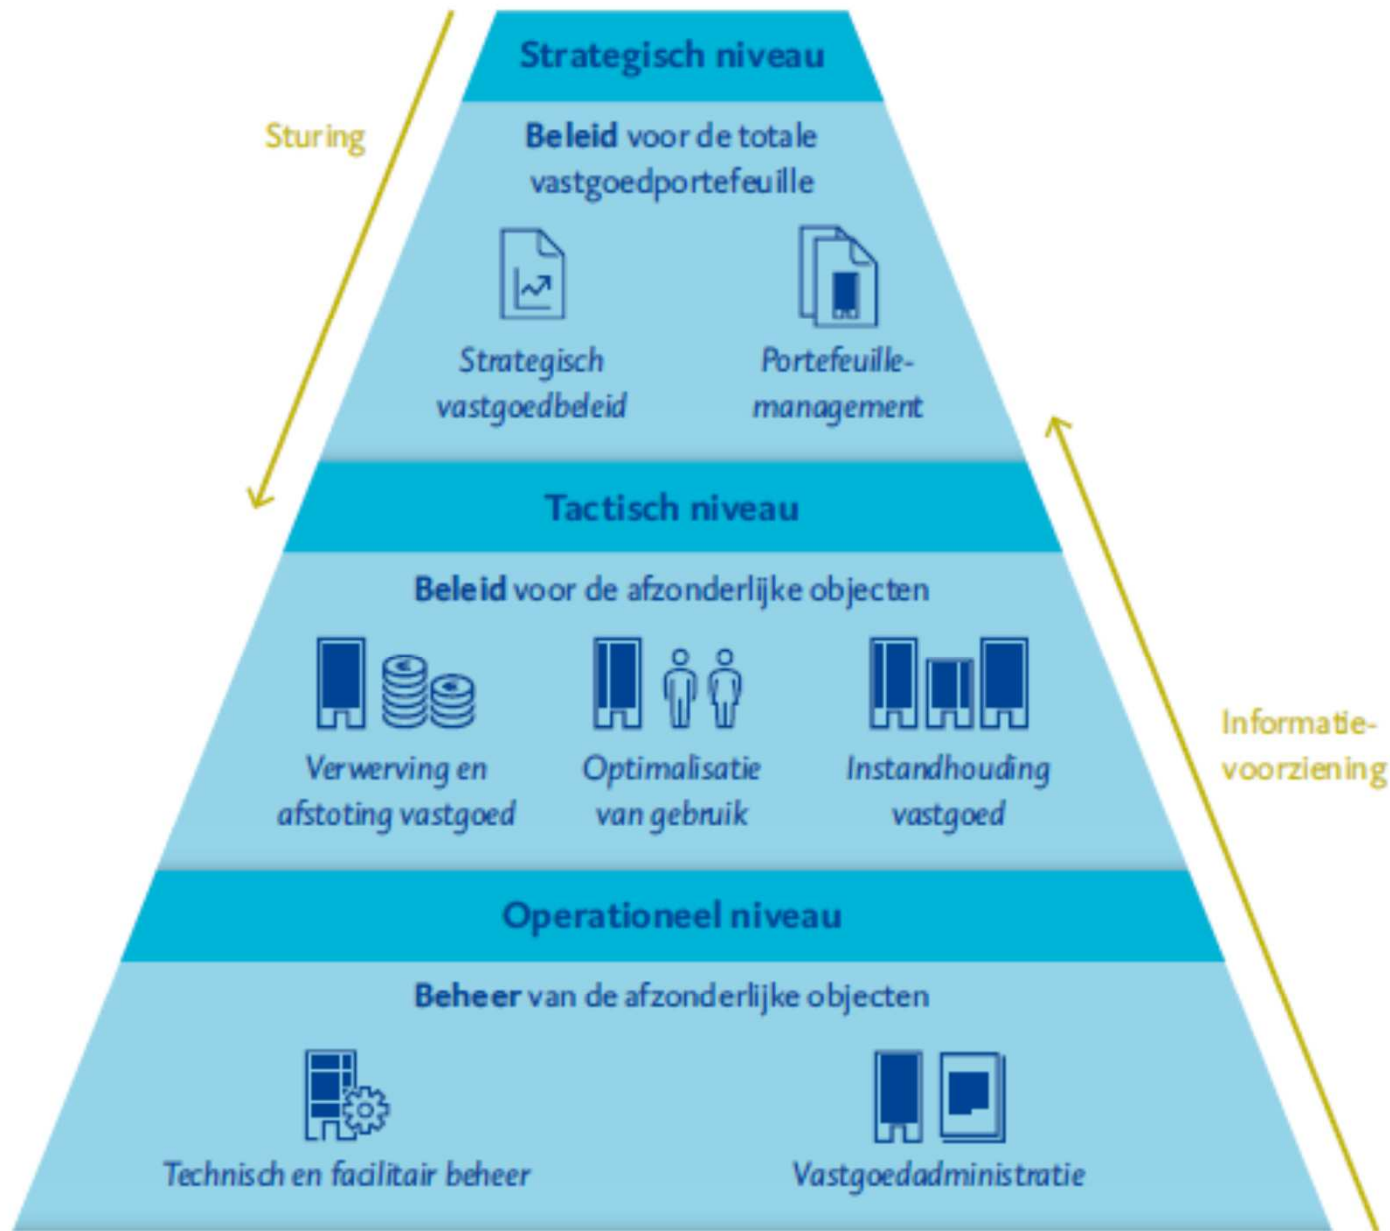 Strategisch niveau
Sturing
Beleid voor de totale
vastgoedportefeuille
Strategisch
vastgoedbeleid
Portefeuille-
management
Tactisch niveau
Beleid voor de afzonderlijke objecten
Verwerving en
afstoting vastgoed
Optimalisatie
van gebruik
Instandhouding
vastgoed
Informatie-
voorziening
Operationeel niveau
Beheer van de afzonderlijke objecten
Technisch en facilitair beheer
Vastgoedadministratie